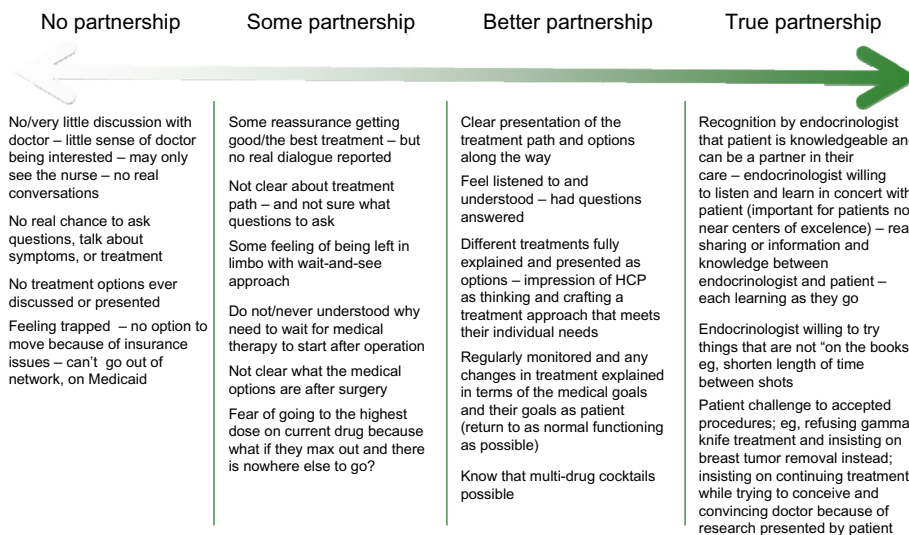 No partnership
Some partnership
Better partnership
True partnership
No/very little discussion with
doctor – little sense of doctor
being interested – may only
see the nurse – no real
conversations
No real chance to ask
questions, talk about
symptoms, or treatment
No treatment options ever
discussed or presented
Feeling trapped – no option to
move because of insurance
issues – can’t go out of
network, on Medicaid
Some reassurance getting
good/the best treatment – but
no real dialogue reported
Not clear about treatment
path – and not sure what
questions to ask
Some feeling of being left in
limbo with wait-and-see
approach
Do not/never understood why
need to wait for medical
therapy to start after operation
Not clear what the medical
options are after surgery
Fear of going to the highest
dose on current drug because
what if they max out and there
is nowhere else to go?
Clear presentation of the
treatment path and options
along the way
Feel listened to and
understood – had questions
answered
Different treatments fully
explained and presented as
options – impression of HCP
as thinking and crafting a
treatment approach that meets
their individual needs
Regularly monitored and any
changes in treatment explained
in terms of the medical goals
and their goals as patient
(return to as normal functioning
as possible)
Know that multi-drug cocktails
possible
Recognition by endocrinologist
that patient is knowledgeable an
can be a partner in their
care – endocrinologist willing
to listen and learn in concert with
patient (important for patients no
near centers of excelence) – rea
sharing or information and
knowledge between
endocrinologist and patient –
each learning as they go
Endocrinologist willing to try
things that are not “on the books
eg, shorten length of time
between shots
Patient challenge to accepted
procedures; eg, refusing gamma
knife treatment and insisting on
breast tumor removal instead;
insisting on continuing treatment
while trying to conceive and
convincing doctor because of
research presented by patient